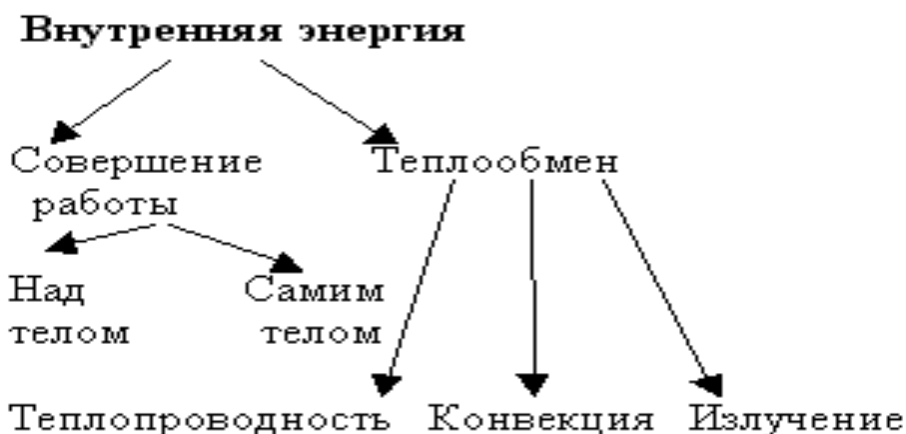 Внутренняя энергия
Совершение Теплообмен
работы
Над Самим
телом телом
Теплопроводность Конвекция Излучение